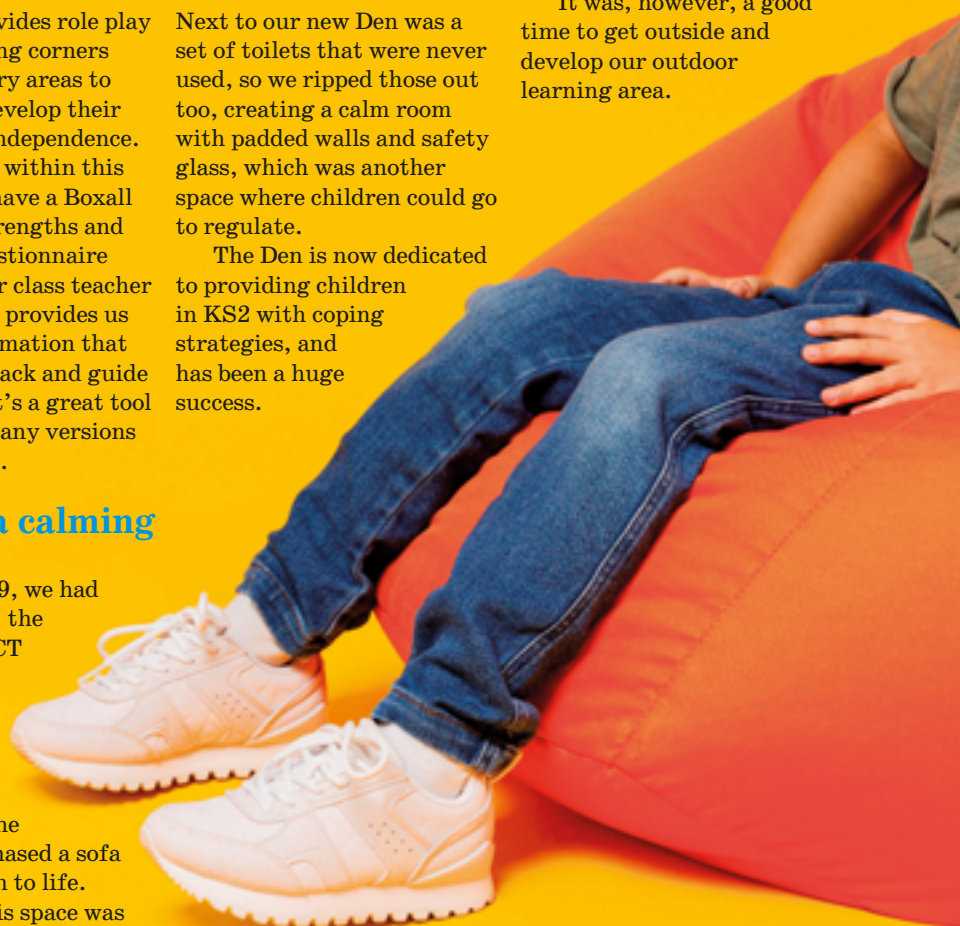 vides role play
ng corners
ry areas to
evelop their
ndependence.
within this
have a Boxall
rengths and
stionnaire
r class teacher
provides us
mation that
ack and guide
t’s a great tool
any versions
.
a calming
9, we had
the
CT
he
hased a sofa
n to life.
is space was
Next to our new Den was a
set of toilets that were never
used, so we ripped those out
too, creating a calm room
with padded walls and safety
glass, which was another
space where children could go
to regulate.
The Den is now dedicated
to providing children
in KS2 with coping
strategies, and
has been a huge
success.
It was, however, a good
time to get outside and
develop our outdoor
learning area.